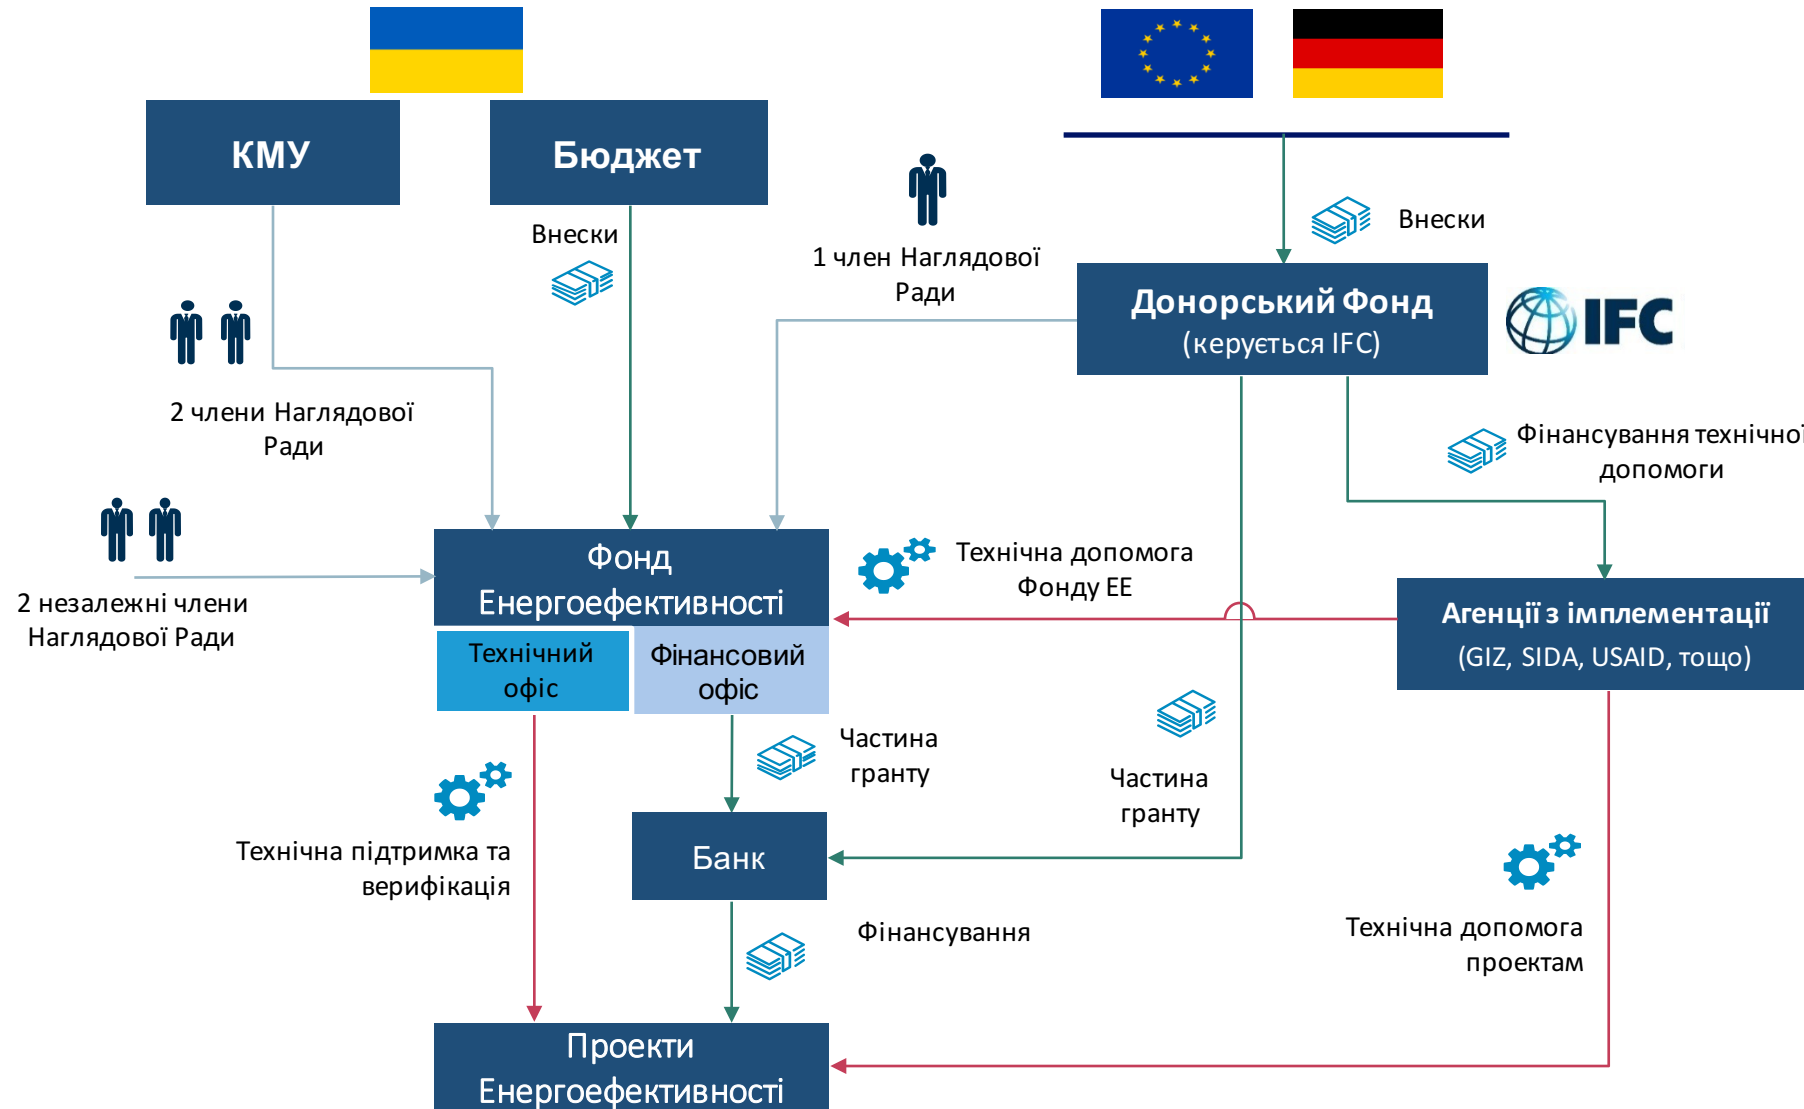 КМУ
Бюджет
Внески
Внески
1 член Наглядової
Ради
Донорський Фонд
(керується IFC)
IFC
2 члени Наглядової
Ради
Фінансування технічної
допомоги
2 незалежні члени
Наглядової Ради
Фонд
Енергоефективності
Технічна допомога
Фонду ЕЕ
Агенції з імплементації
(GIZ, SIDA, USAID, тощо)
Технічний
офіс
Фінансовий
офіс
Частина
гранту
Частина
гранту
Технічна підтримка та
верифікація
Банк
Фінансування
Технічна допомога
проектам
Проекти
Енергоефективності